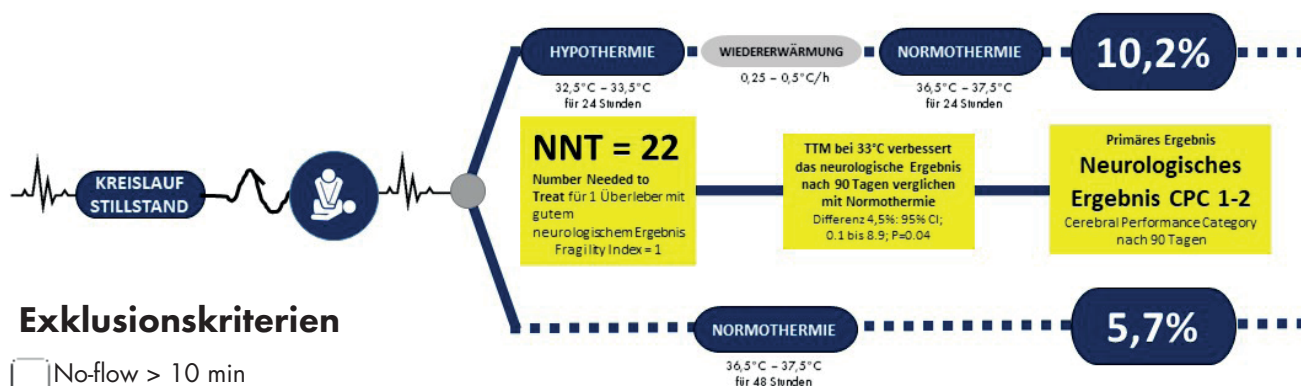 HYPOTHERMIE
32,5°C – 33,5°C
für 24 Stunden
WIEDERERWÄRMUNG
0,25 – 0,5°C/h
NORMOTHERMIE
36,5°C – 37,5°C
für 24 Stunden
10,2%
KREISLAUF
STILLSTAND
NNT = 22
Number Needed to
Treat für 1 Überleber mit
gutem
neurologischem Ergebnis
Fragility Index = 1
TTM bei 33°C verbessert
das neurologische Ergebnis
nach 90 Tagen verglichen
mit Normothermie
Differenz 4,5%: 95% CI;
0.1 bis 8.9; P=0.04
Primäres Ergebnis
Neurologisches
Ergebnis CPC 1-2
Cerebral Performance Category
nach 90 Tagen
NORMOTHERMIE
36,5°C – 37,5°C
für 48 Stunden
5,7%
Exklusionskriterien
No-flow > 10 min